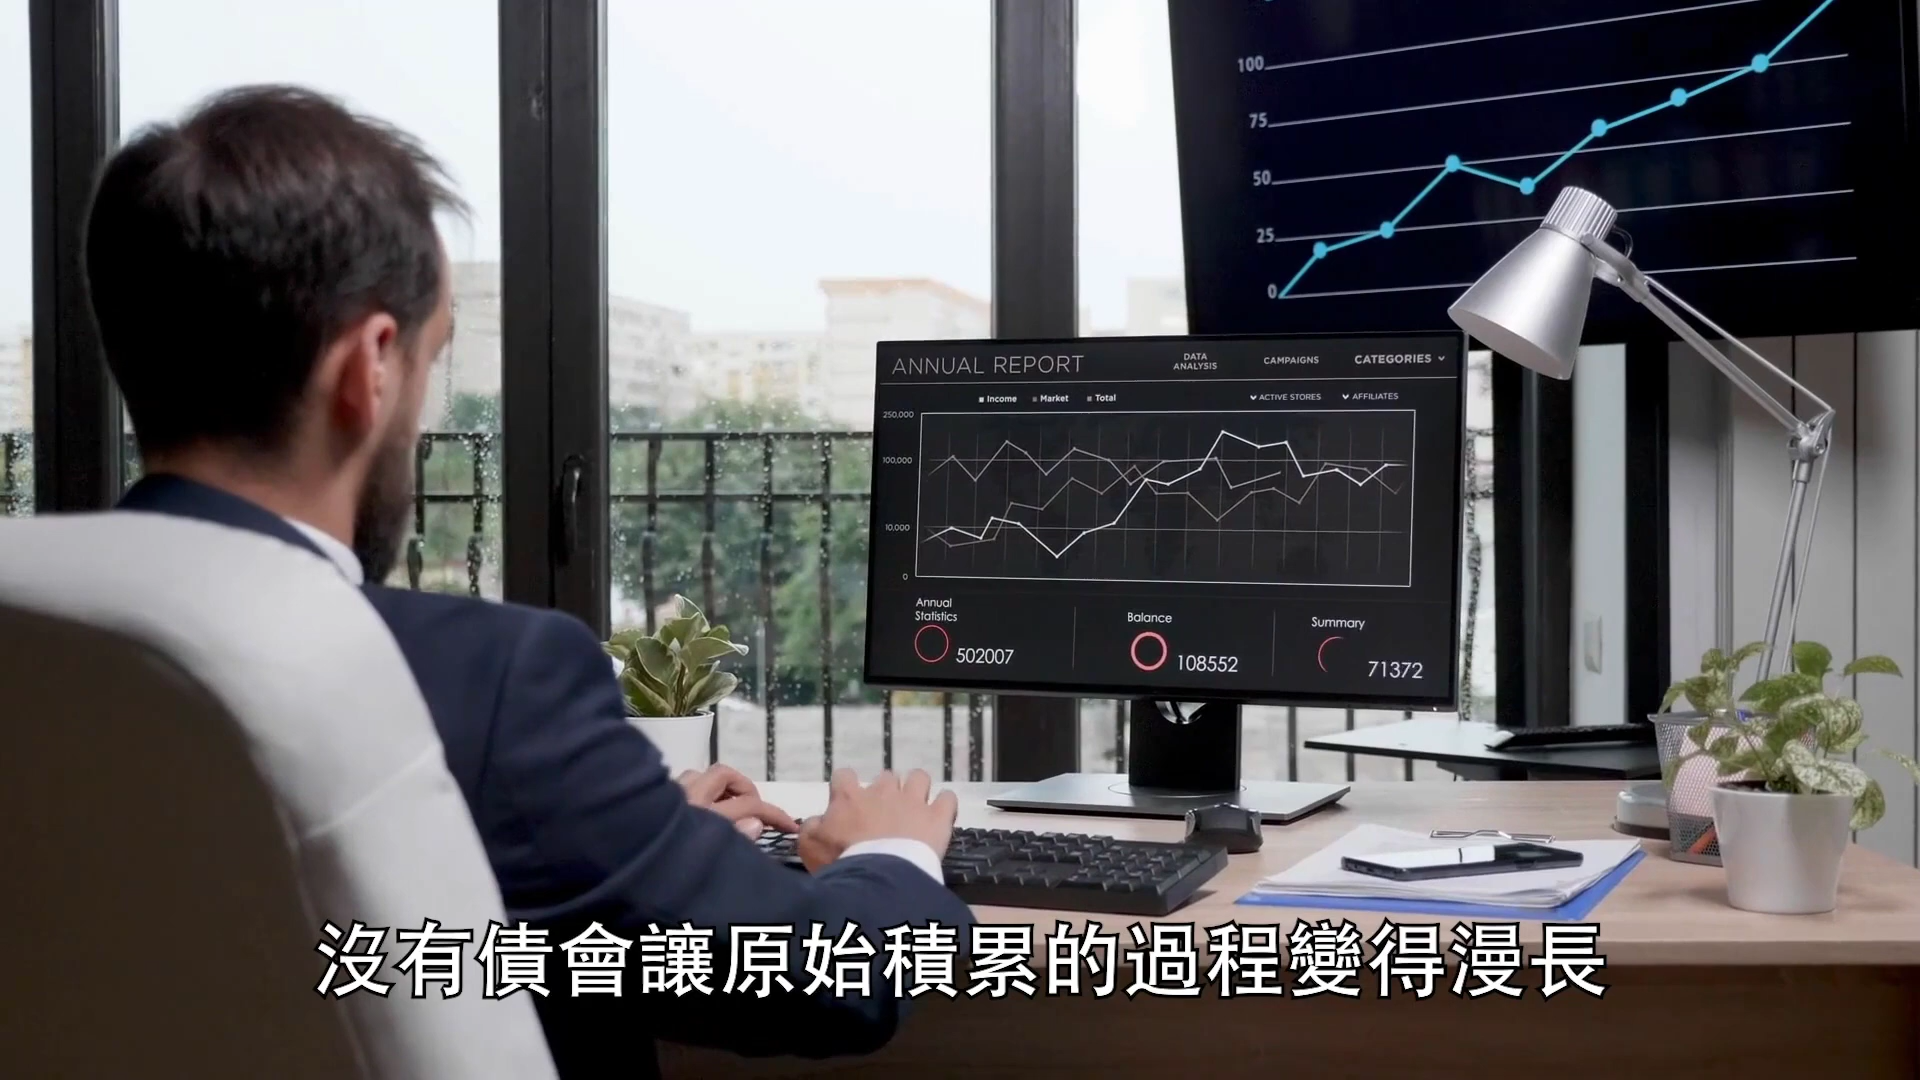 100
75
50
25
0
ANNUAL REPORT
DATA
ANALYSIS
CAMPAIGNS
CATEGORIES
Income
Market
Total
ACTIVE STORES
AFFILIATES
250,000
100,000
10,000
0
Annual
Statistics
502007
Balance
108552
Summary
71372
沒有債會讓原始積累的過程變得漫長